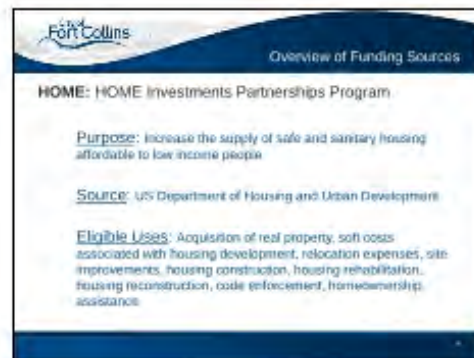 City of
Fort Collins
Overview of Funding Sources
HOME: HOME Investments Partnerships Program
Purpose: Increase the supply of safe and sanitary housing
affordable to low income people
Source: US Department of Housing and Urban Development
Eligible Uses: Acquisition of real property, soft costs
associated with housing development, relocation expenses, site
improvements, housing construction, housing rehabilitation,
housing reconstruction, code enforcement, homeownership
assistance